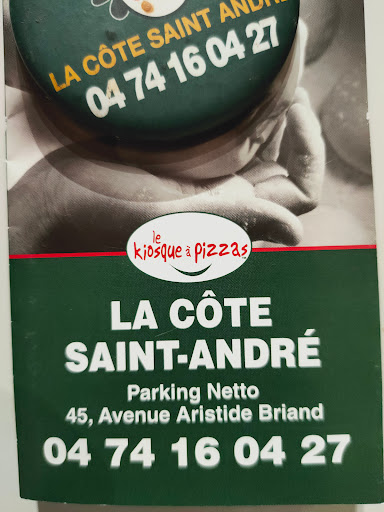 LA CÔTE SAINT ANDRÉ
04 74 16 04 27
le
kiosque à pizzas
LA CÔTE
SAINT-ANDRÉ
Parking Netto
45, Avenue Aristide Briand
04 74 16 04 27